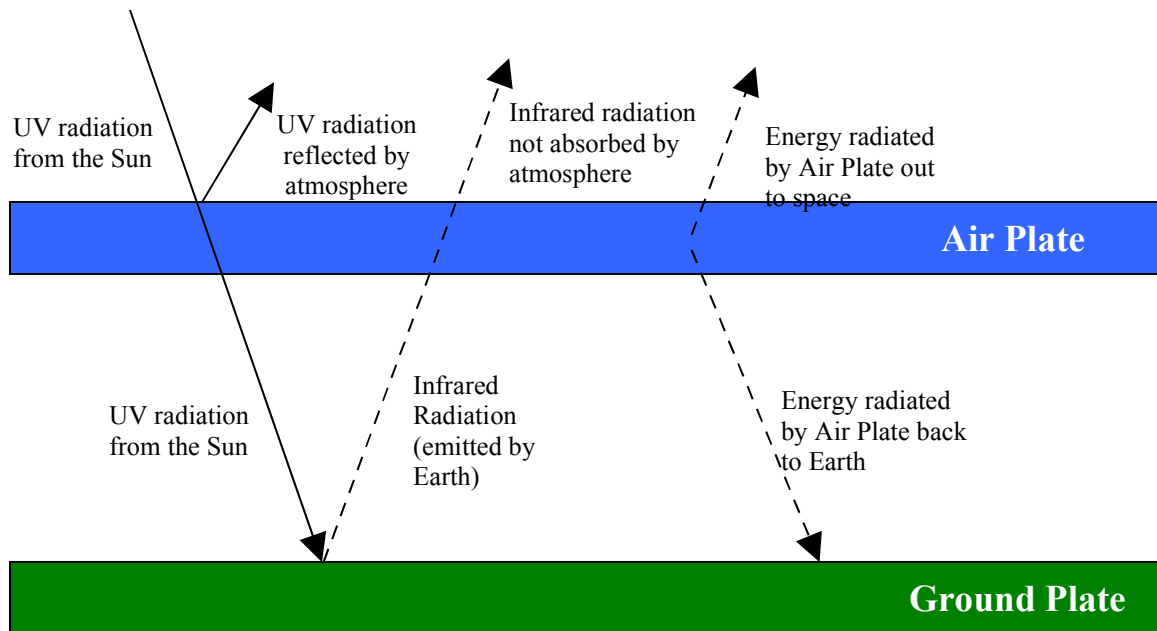 UV radiation
from the Sun
UV radiation
reflected by
atmosphere
Infrared radiation
not absorbed by
atmosphere
Energy radiated
by Air Plate out
to space
Air Plate
UV radiation
from the Sun
Infrared
Radiation
(emitted by
Earth)
Energy radiated
by Air Plate back
to Earth
Ground Plate